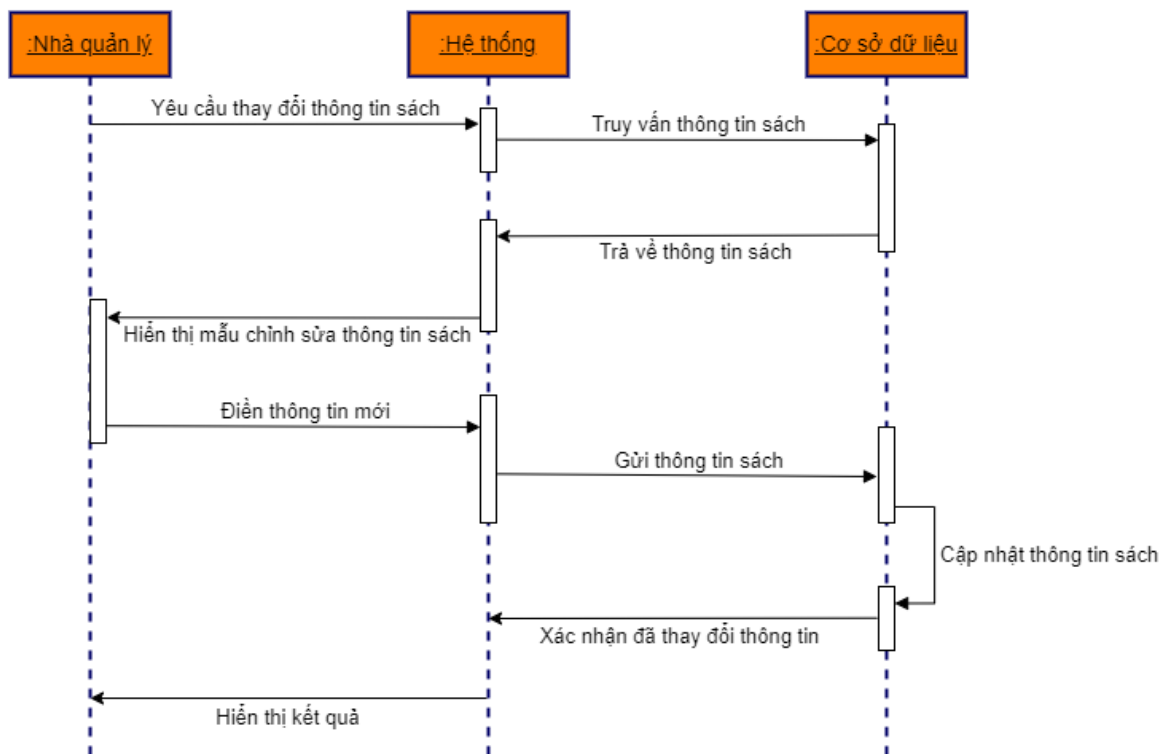 :Nhà quản lý
:Hệ thống
:Cơ sở dữ liệu
Yêu cầu thay đổi thông tin sách
Truy vấn thông tin sách
Trả về thông tin sách
Hiển thị mẫu chỉnh sửa thông tin sách
Điền thông tin mới
Gửi thông tin sách
Cập nhật thông tin sách
Xác nhận đã thay đổi thông tin
Hiển thị kết quả